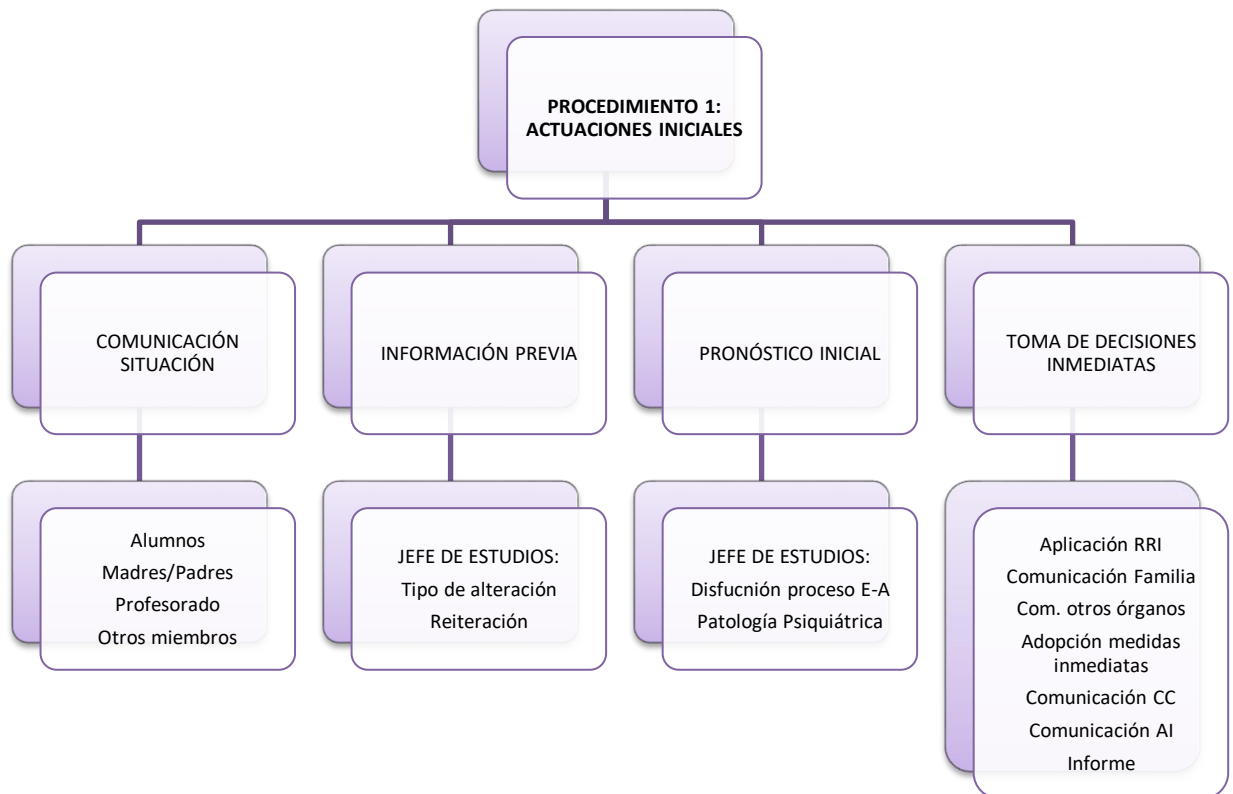 PROCEDIMIENTO 1:
ACTUACIONES INICIALES
COMUNICACIÓN
SITUACIÓN
INFORMACIÓN PREVIA
PRONÓSTICO INICIAL
TOMA DE DECISIONES
INMEDIATAS
Alumnos
Madres/Padres
Profesorado
Otros miembros
JEFE DE ESTUDIOS:
Tipo de alteración
Reiteración
JEFE DE ESTUDIOS:
Disfucnión proceso E-A
Patología Psiquiátrica
Aplicación RRI
Comunicación Familia
Com. otros órganos
Adopción medidas
inmediatas
Comunicación CC
Comunicación AI
Informe